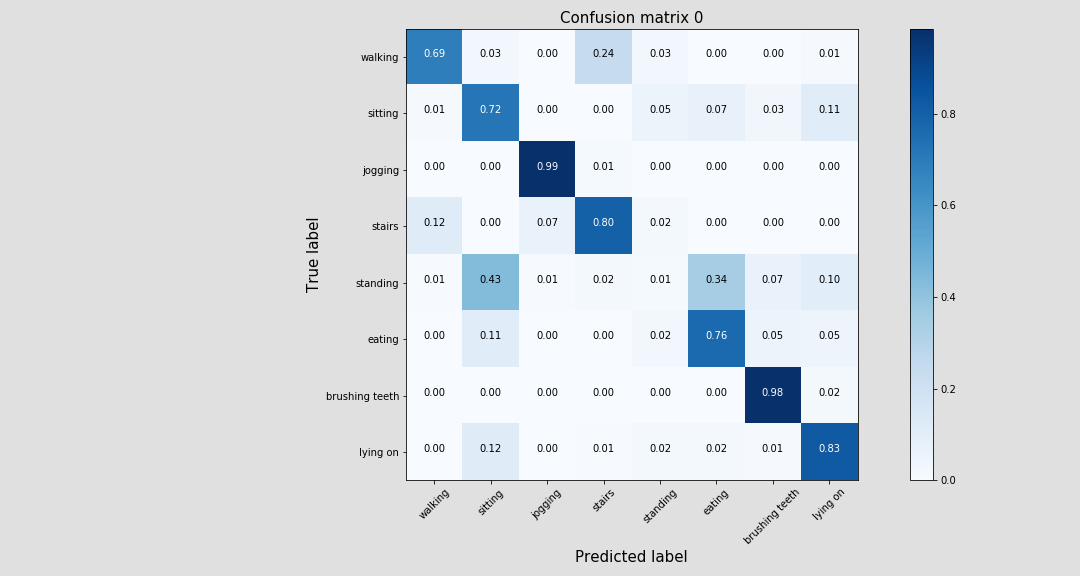 Confusion matrix 0
walking 0.69 0.03 0.00 0.24 0.03 0.00 0.00 0.01
sitting 0.01 0.72 0.00 0.00 0.05 0.07 0.03 0.11
jogging 0.00 0.00 0.99 0.01 0.00 0.00 0.00 0.00
stairs 0.12 0.00 0.07 0.80 0.02 0.00 0.00 0.00
standing 0.01 0.43 0.01 0.02 0.01 0.34 0.07 0.10
eating 0.00 0.11 0.00 0.00 0.02 0.76 0.05 0.05
brushing teeth 0.00 0.00 0.00 0.00 0.00 0.00 0.98 0.02
lying on 0.00 0.12 0.00 0.01 0.02 0.02 0.01 0.83
True label
walking sitting jogging stairs standing eating brushing teeth lying on
Predicted label
0.8
0.6
0.4
0.2
0.0